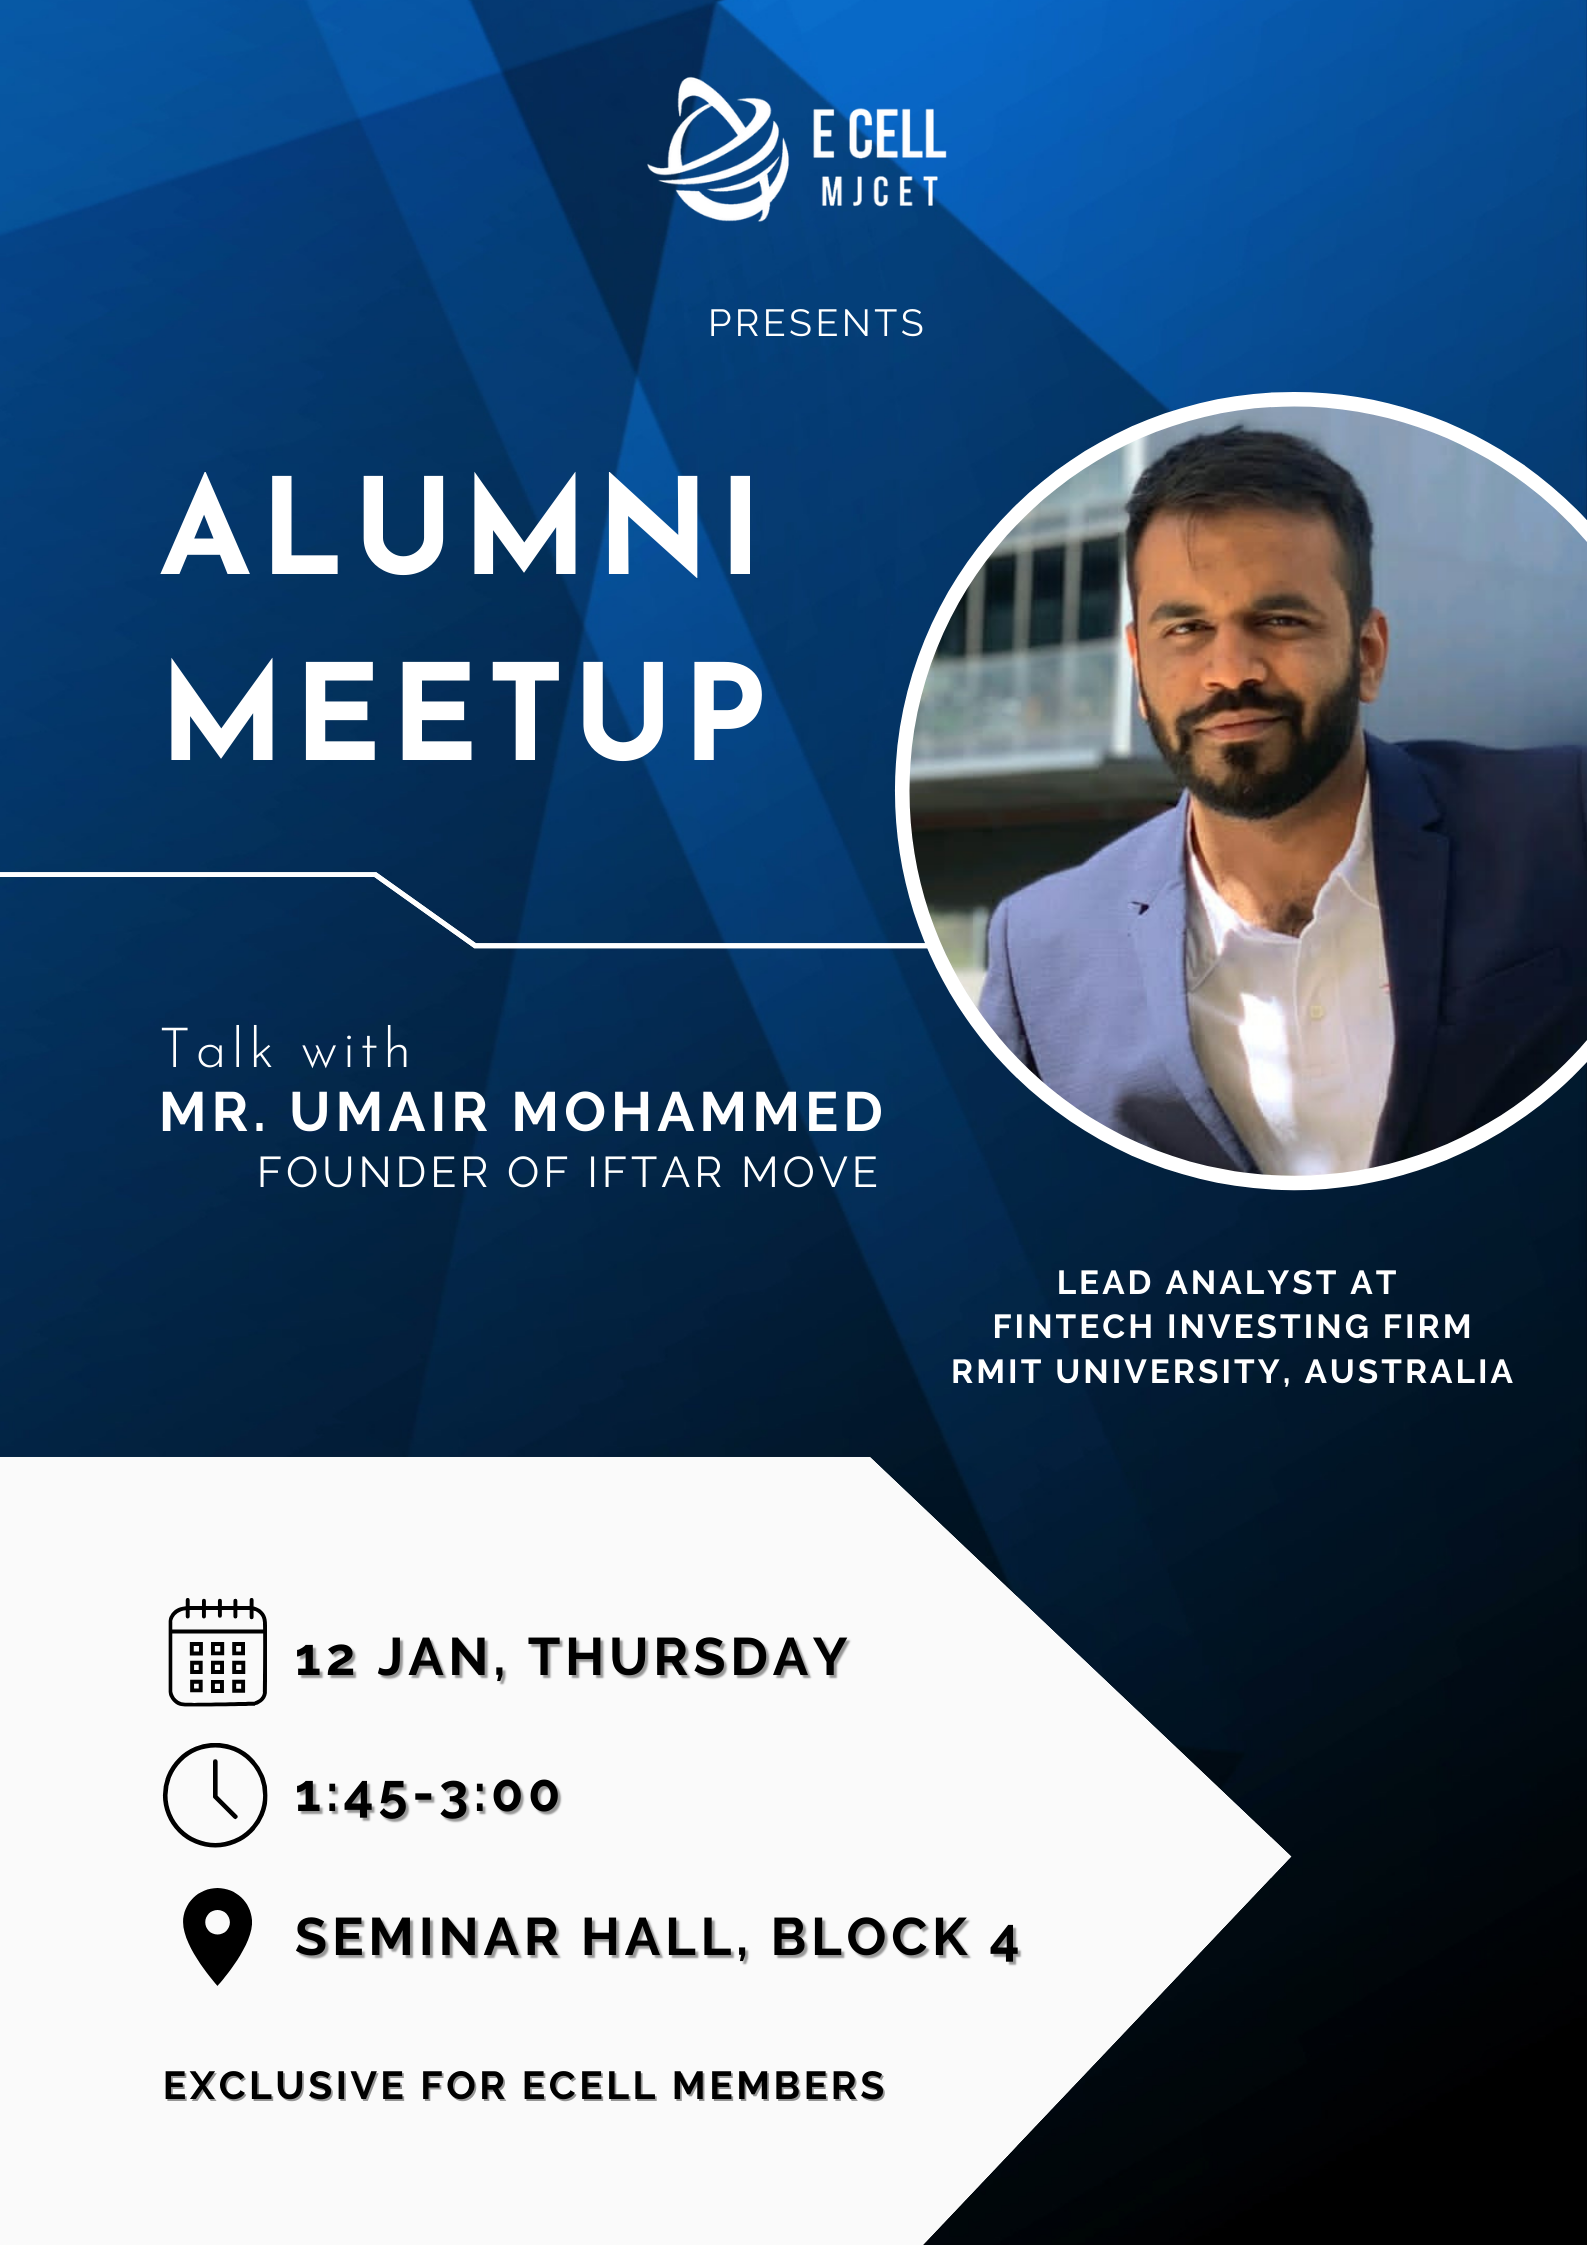 E CELL
MJCET
PRESENTS
ALUMNI
MEETUP
Talk with
MR. UMAIR MOHAMMED
FOUNDER OF IFTAR MOVE
LEAD ANALYST AT
FINTECH INVESTING FIRM
RMIT UNIVERSITY, AUSTRALIA
12 JAN, THURSDAY
1:45-3:00
SEMINAR HALL, BLOCK 4
EXCLUSIVE FOR ECELL MEMBERS